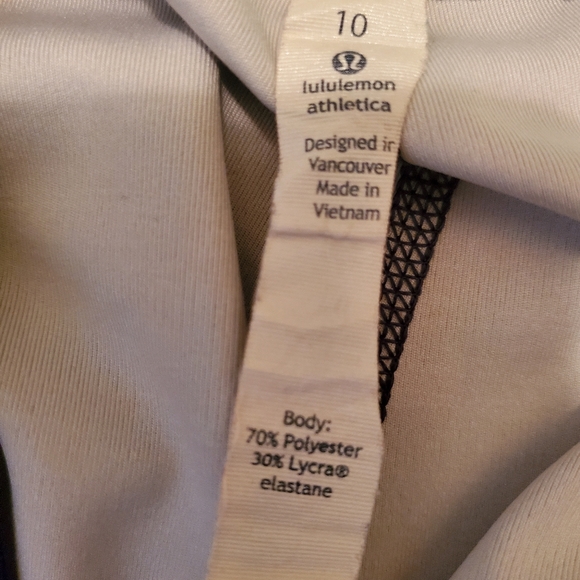 10
lululemon
athletica
Designed in
Vancouver
Made in
Vietnam
Body:
70% Polyester
30% Lycra®
elastane